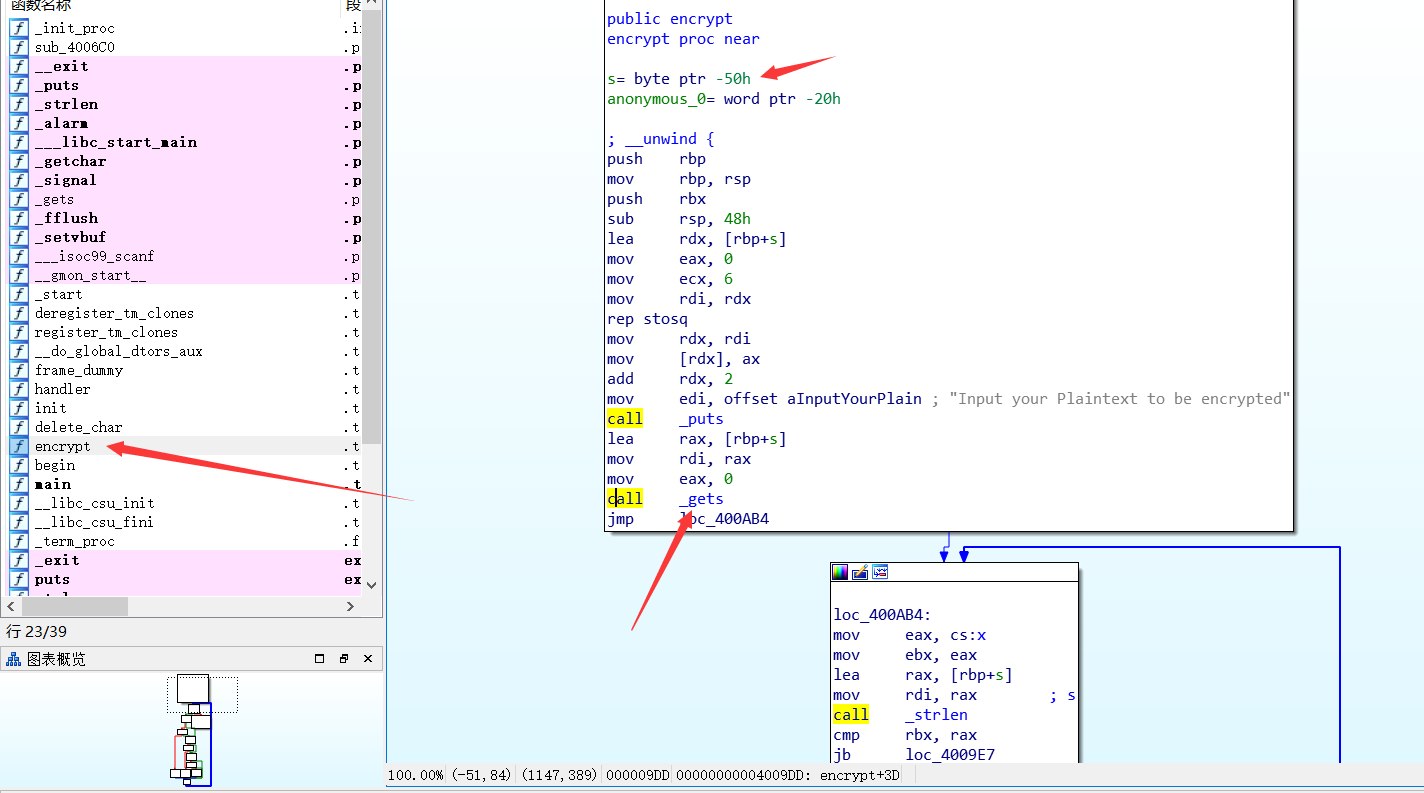 函数名称 段
_init_proc .i
sub_4006C0 .p
__exit .p
_puts .p
_strlen .p
_alarm .p
___libc_start_main .p
_getchar .p
_signal .p
_gets .p
_fflush .p
_setvbuf .p
___isoc99_scanf .p
__gmon_start__ .p
_start .t
deregister_tm_clones .t
register_tm_clones .t
__do_global_dtors_aux .t
frame_dummy .t
handler .t
init .t
delete_char .t
encrypt .t
begin .t
main .t
__libc_csu_init .t
__libc_csu_fini .t
_term_proc .f
_exit ex
puts ex
行 23/39
图表概览
public encrypt
encrypt proc near
s= byte ptr -50h
anonymous_0= word ptr -20h
; __unwind {
push rbp
mov rbp, rsp
push rbx
sub rsp, 48h
lea rdx, [rbp+s]
mov eax, 0
mov ecx, 6
mov rdi, rdx
rep stosq
mov rdx, rdi
mov [rdx], ax
add rdx, 2
mov edi, offset aInputYourPlain ; "Input your Plaintext to be encrypted"
call _puts
lea rax, [rbp+s]
mov rdi, rax
mov eax, 0
call _gets
jmp loc_400AB4
loc_400AB4:
mov eax, cs:x
mov ebx, eax
lea rax, [rbp+s]
mov rdi, rax ; s
call _strlen
cmp rbx, rax
jb loc_4009E7
100.00% (-51,84) (1147,389) 000009DD 00000000004009DD: encrypt+3D